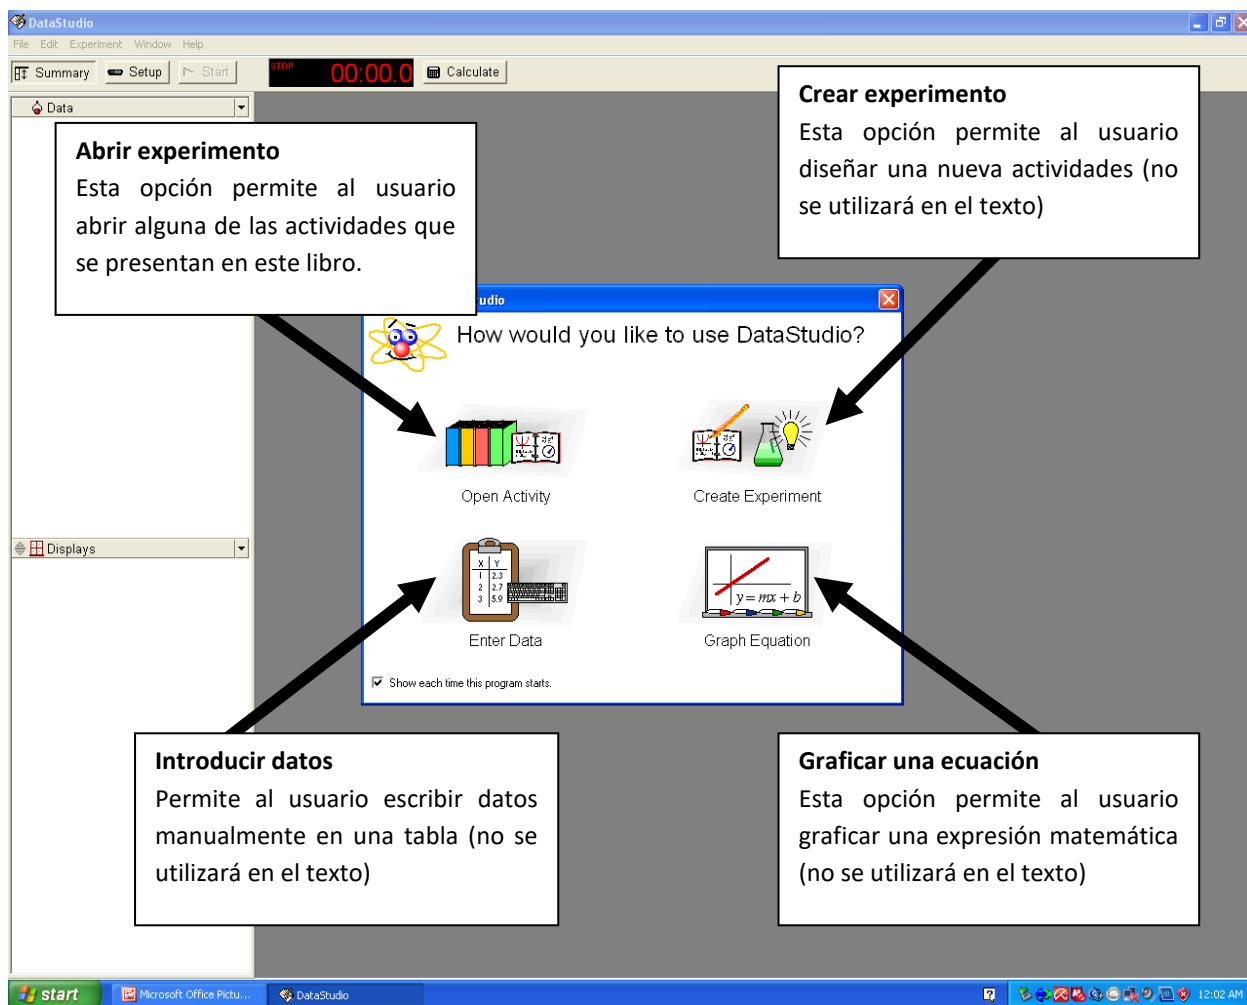 DataStudio
File Edit Experiment Window Help
Summary Setup Start STOP 00:00.0 Calculate
Data
Abrir experimento
Esta opción permite al usuario
abrir alguna de las actividades que
se presentan en este libro.
Crear experimento
Esta opción permite al usuario
diseñar una nueva actividades (no
se utilizará en el texto)
udio
How would you like to use DataStudio?
Open Activity
Create Experiment
Displays
X Y
1 2.3
2 2.7
3 5.9
y = mx + b
Enter Data
Graph Equation
Show each time this program starts.
Introducir datos
Permite al usuario escribir datos
manualmente en una tabla (no se
utilizará en el texto)
Graficar una ecuación
Esta opción permite al usuario
graficar una expresión matemática
(no se utilizará en el texto)
start Microsoft Office Pictu... DataStudio 12:02 AM